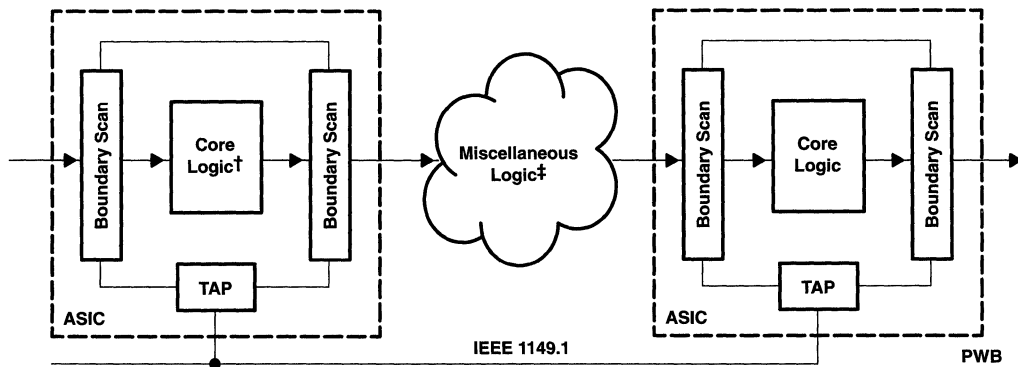 Boundary Scan
Core
Logic†
Boundary Scan
TAP
ASIC
Miscellaneous
Logic‡
Boundary Scan
Core
Logic
Boundary Scan
TAP
ASIC
IEEE 1149.1
PWB